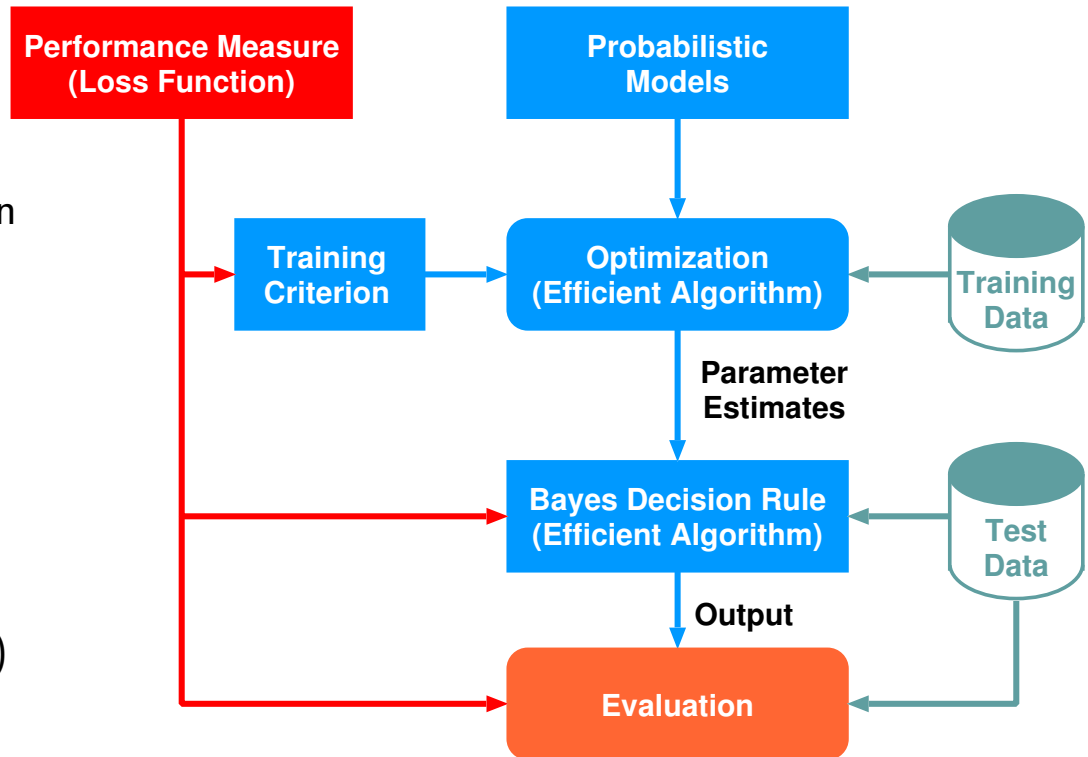 Performance Measure
(Loss Function)
Probabilistic
Models
n
Training
Criterion
Optimization
(Efficient Algorithm)
Training
Data
Parameter
Estimates
Bayes Decision Rule
(Efficient Algorithm)
Test
Data
Output
)
Evaluation